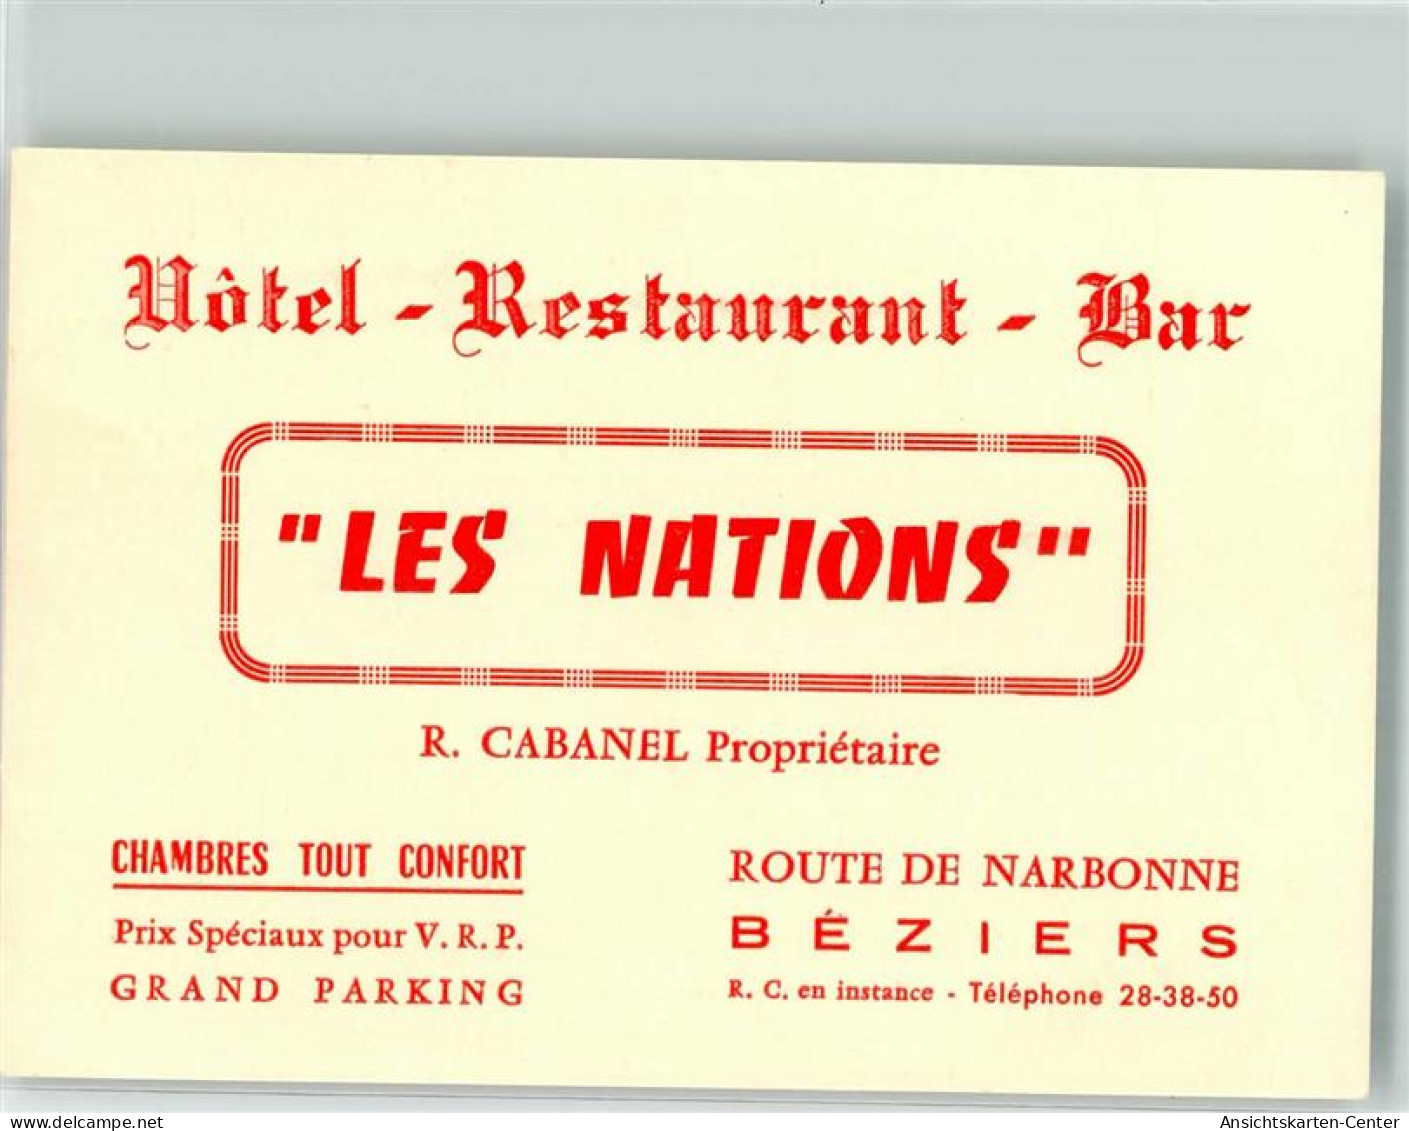 Hôtel - Restaurant - Bar
"LES NATIONS"
R. CABANEL Propriétaire
CHAMBRES TOUT CONFORT
Prix Spéciaux pour V. R. P.
GRAND PARKING
ROUTE DE NARBONNE
BÉZIERS
R. C. en instance - Téléphone 28-38-50
www.delcampe.net
Ansichtskarten-Center